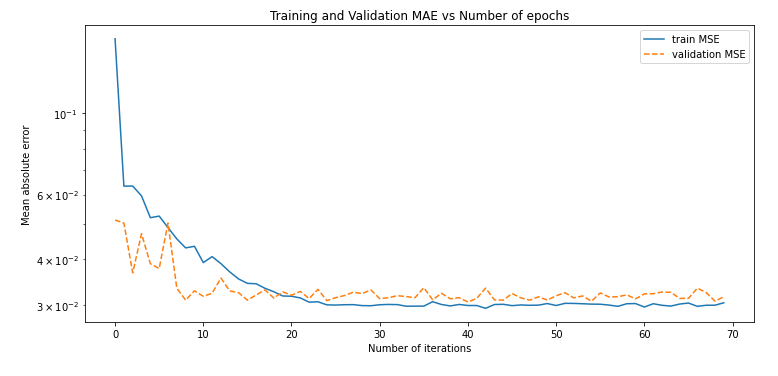 Training and Validation MAE vs Number of epochs
train MSE
validation MSE
Mean absolute error
10⁻¹
6 × 10⁻²
4 × 10⁻²
3 × 10⁻²
0 10 20 30 40 50 60 70
Number of iterations